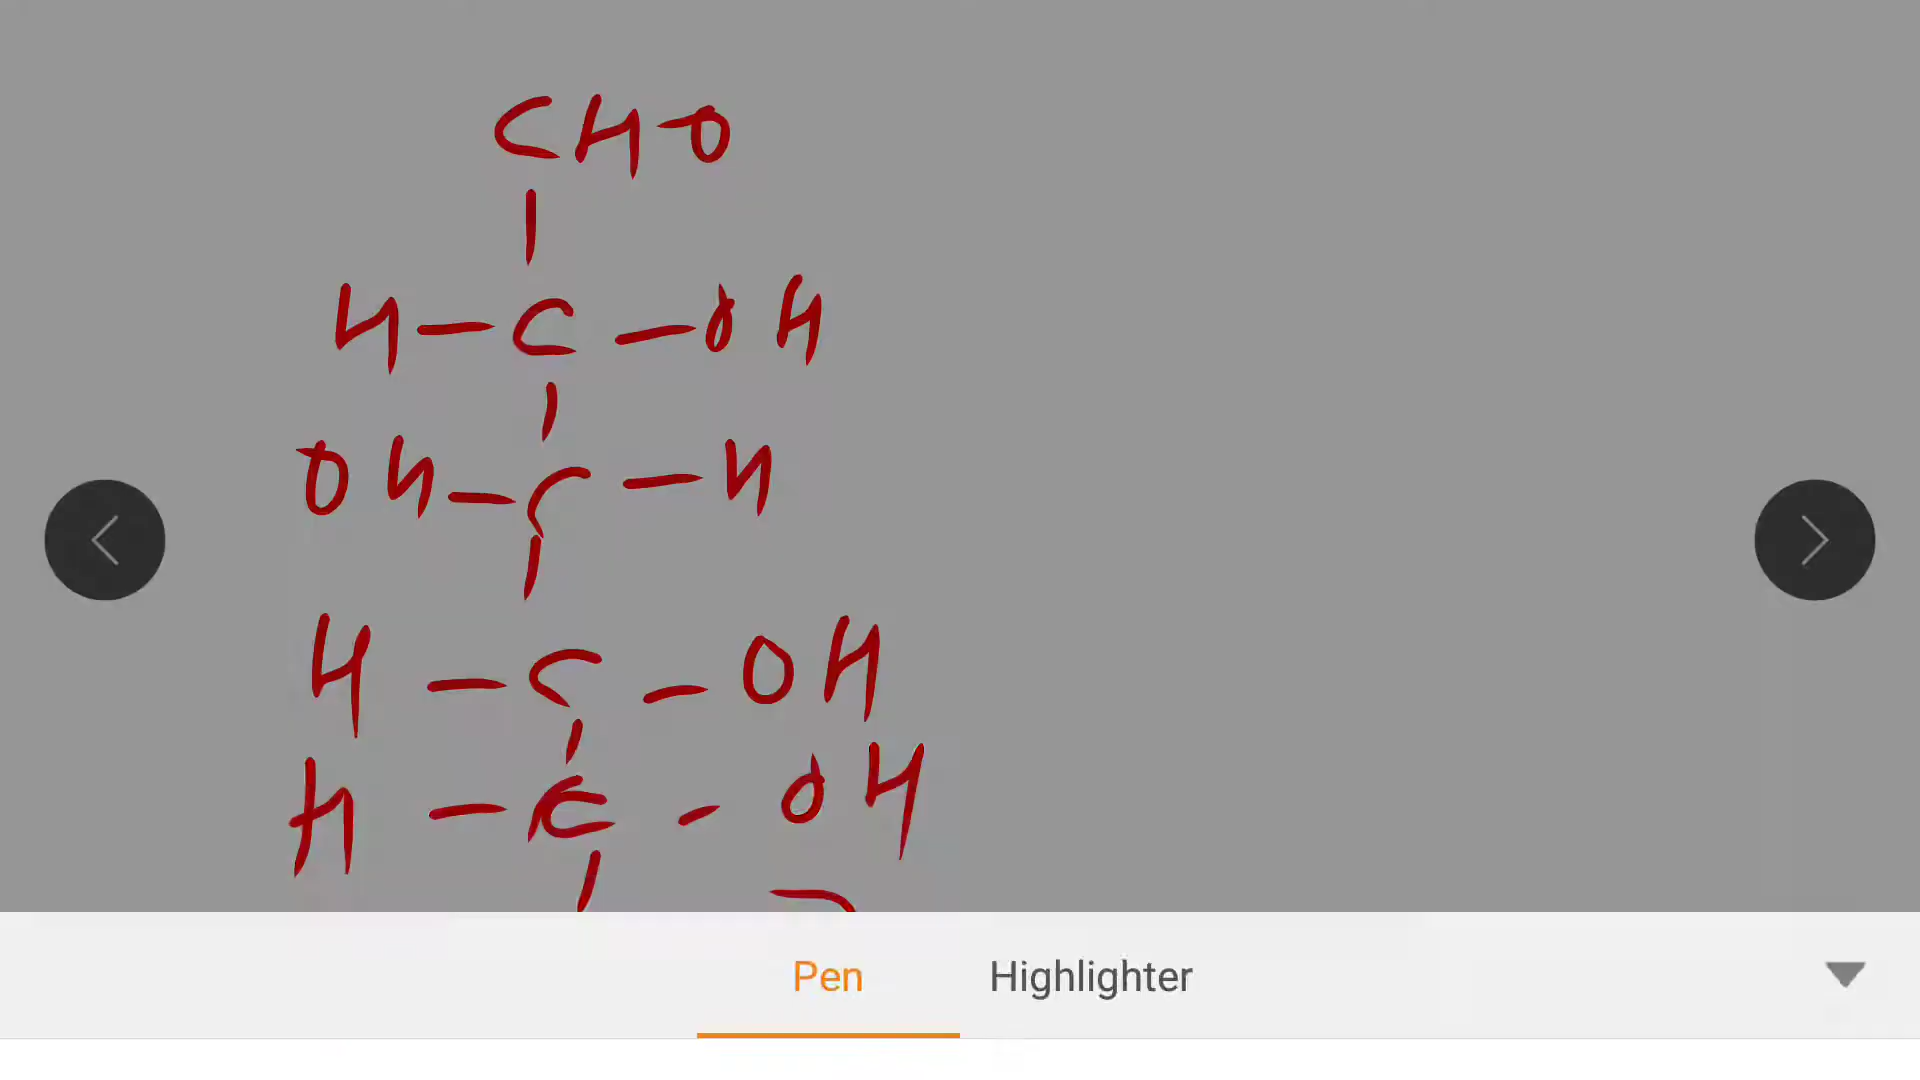 CHO
H-C-OH
OH-C-H
H-C-OH
H-C-OH
Pen Highlighter